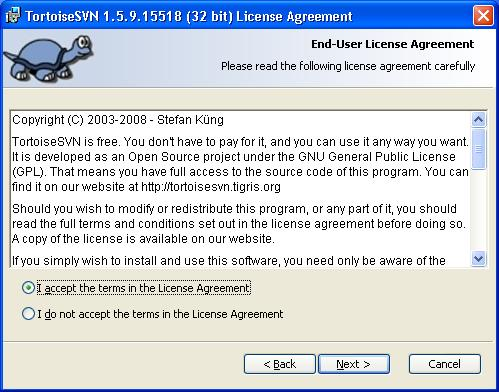 TortoiseSVN 1.5.9.15518 (32 bit) License Agreement
End-User License Agreement
Please read the following license agreement carefully
Copyright (C) 2003-2008 - Stefan Küng
TortoiseSVN is free. You don't have to pay for it, and you can use it any way you want.
It is developed as an Open Source project under the GNU General Public License
(GPL). That means you have full access to the source code of this program. You can
find it on our website at http://tortoisesvn.tigris.org
Should you wish to modify or redistribute this program, or any part of it, you should
read the full terms and conditions set out in the license agreement before doing so.
A copy of the license is available on our website.
If you simply wish to install and use this software, you need only be aware of the
I accept the terms in the License Agreement
I do not accept the terms in the License Agreement
< Back
Next >
Cancel